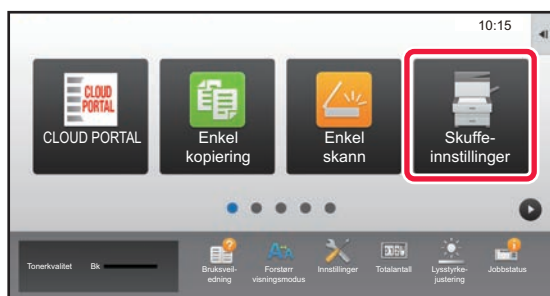 10:15
CLOUD
PORTAL
CLOUD PORTAL
Enkel
kopiering
Enkel
skann
Skuffe-
innstillinger
Tonerkvalitet Bk
Bruksveil-
edning
Forstørr
visningsmodus
Innstillinger
Totalantall
Lysstyrke-
justering
Jobbstatus